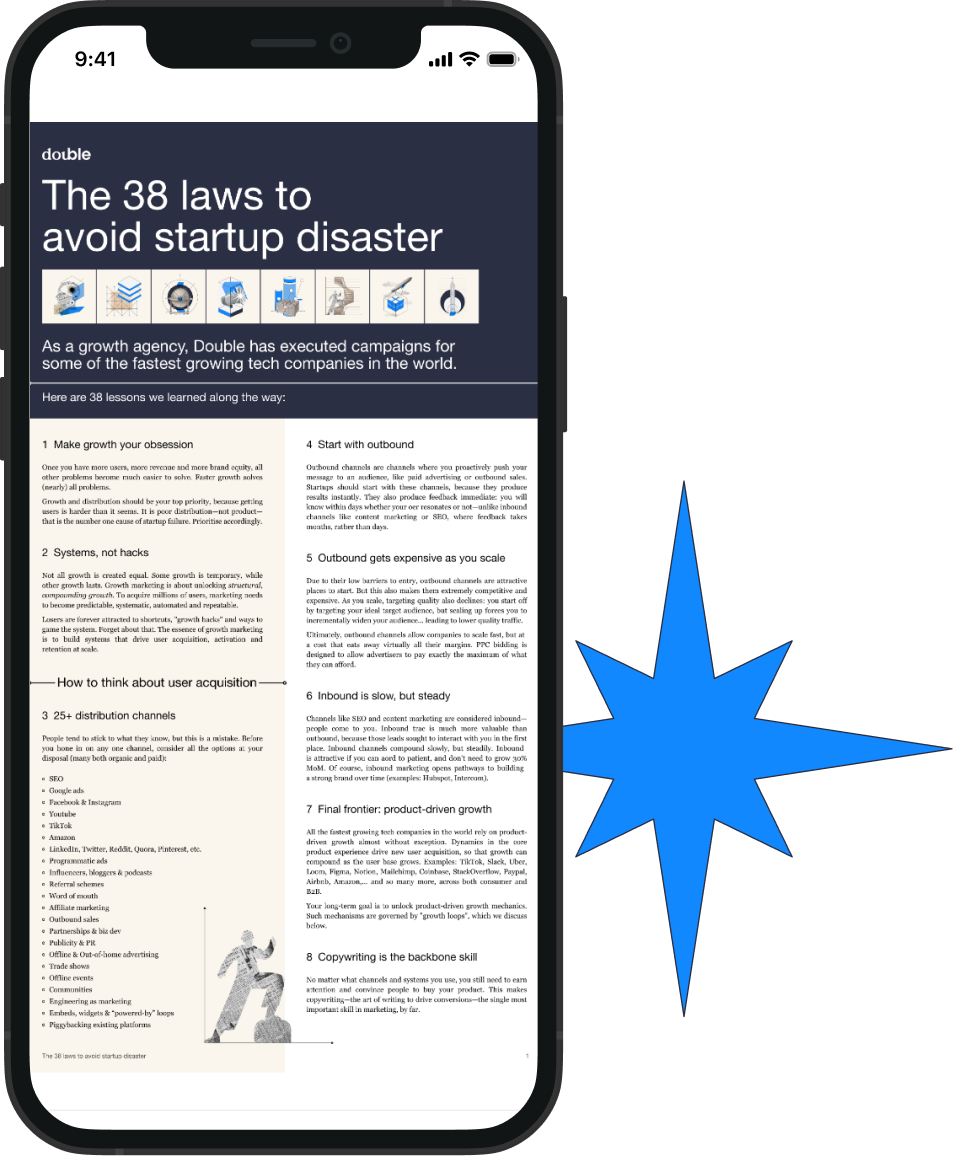 9:41
double
The 38 laws to
avoid startup disaster
As a growth agency, Double has executed campaigns for
some of the fastest growing tech companies in the world.
Here are 38 lessons we learned along the way:
1 Make growth your obsession
Once you have more users, more revenue and more brand equity, all
other problems become much easier to solve. Faster growth solves
(nearly) all problems.
Growth and distribution should be your top priority, because getting
users is harder than it seems. It is poor distribution—not product—
that is the number one cause of startup failure. Prioritise accordingly.
2 Systems, not hacks
Not all growth is created equal. Some growth is temporary, while
other growth lasts. Growth marketing is about unlocking structural,
compounding growth. To acquire millions of users, marketing needs
to become predictable, systematic, automated and repeatable.
Losers are forever attracted to shortcuts, "growth hacks" and ways to
game the system. Forget about that. The essence of growth marketing
is to build systems that drive user acquisition, activation and
retention at scale.
How to think about user acquisition
3 25+ distribution channels
People tend to stick to what they know, but this is a mistake. Before
you hone in on any one channel, consider all the options at your
disposal (many both organic and paid):
SEO
Google ads
Facebook & Instagram
Youtube
TikTok
Amazon
LinkedIn, Twitter, Reddit, Quora, Pinterest, etc.
Programmatic ads
Influencers, bloggers & podcasts
Referral schemes
Word of mouth
Affiliate marketing
Outbound sales
Partnerships & biz dev
Publicity & PR
Offline & Out-of-home advertising
Trade shows
Offline events
Communities
Engineering as marketing
Embeds, widgets & "powered-by" loops
Piggybacking existing platforms
4 Start with outbound
Outbound channels are channels where you proactively push your
message to an audience, like paid advertising or outbound sales.
Startups should start with these channels, because they produce
results instantly. They also produce feedback immediate: you will
know within days whether your oer resonates or not—unlike inbound
channels like content marketing or SEO, where feedback takes
months, rather than days.
5 Outbound gets expensive as you scale
Due to their low barriers to entry, outbound channels are attractive
places to start. But this also makes them extremely competitive and
expensive. As you scale, targeting quality also declines: you start off
by targeting your ideal target audience, but scaling up forces you to
incrementally widen your audience... leading to lower quality traffic.
Ultimately, outbound channels allow companies to scale fast, but at
a cost that eats away virtually all their margins. PPC bidding is
designed to allow advertisers to pay exactly the maximum of what
they can afford.
6 Inbound is slow, but steady
Channels like SEO and content marketing are considered inbound—
people come to you. Inbound trac is much more valuable than
outbound, because those leads sought to interact with you in the first
place. Inbound channels compound slowly, but steadily. Inbound
is attractive if you can aord to patient, and don't need to grow 30%
MoM. Of course, inbound marketing opens pathways to building
a strong brand over time (examples: Hubspot, Intercom).
7 Final frontier: product-driven growth
All the fastest growing tech companies in the world rely on product-
driven growth almost without exception. Dynamics in the core
product experience drive new user acquisition, so that growth can
compound as the user base grows. Examples: TikTok, Slack, Uber,
Loom, Figma, Notion, Mailchimp, Coinbase, StackOverflow, Paypal,
Airbnb, Amazon,... and so many more, across both consumer and
B2B.
Your long-term goal is to unlock product-driven growth mechanics.
Such mechanisms are governed by "growth loops", which we discuss
below.
8 Copywriting is the backbone skill
No matter what channels and systems you use, you still need to earn
attention and convince people to buy your product. This makes
copywriting—the art of writing to drive conversions—the single most
important skill in marketing, by far.
The 38 laws to avoid startup disaster
1